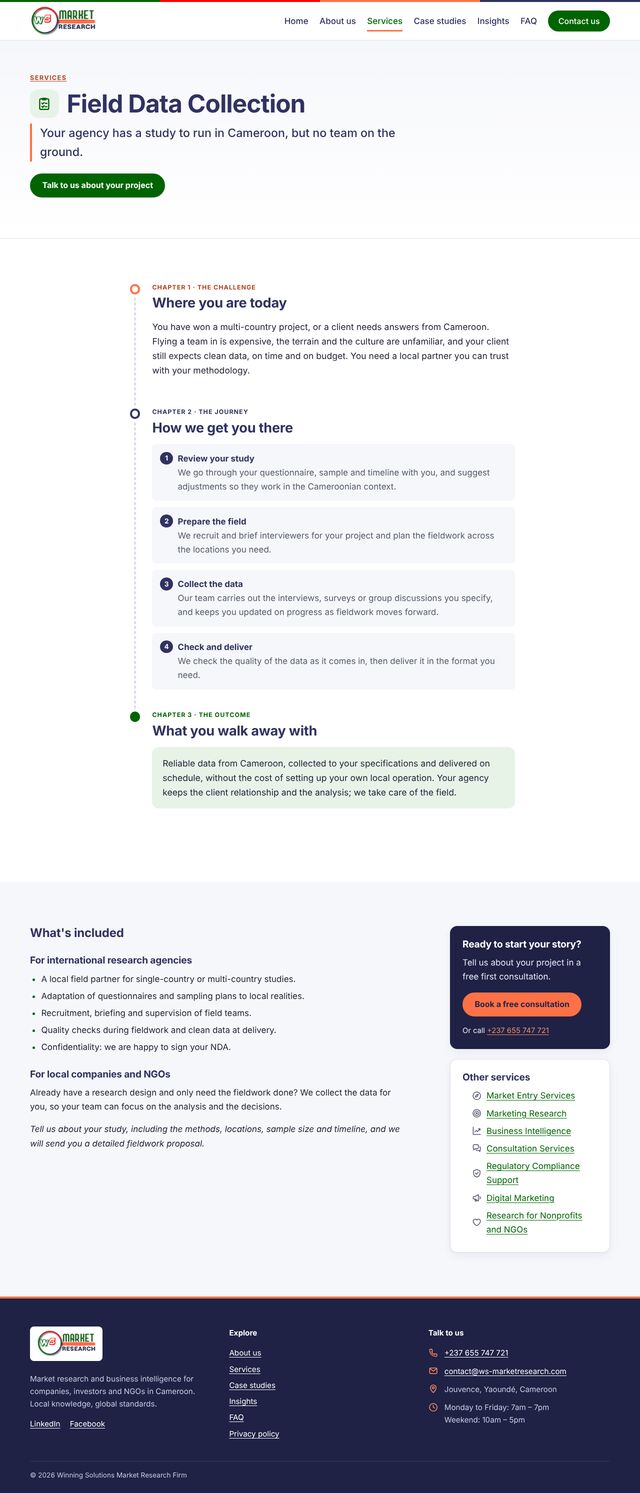 WS MARKET
RESEARCH
Home About us Services Case studies Insights FAQ Contact us
SERVICES
Field Data Collection
Your agency has a study to run in Cameroon, but no team on the
ground.
Talk to us about your project
CHAPTER 1 · THE CHALLENGE
Where you are today
You have won a multi-country project, or a client needs answers from Cameroon.
Flying a team in is expensive, the terrain and the culture are unfamiliar, and your client
still expects clean data, on time and on budget. You need a local partner you can trust
with your methodology.
CHAPTER 2 · THE JOURNEY
How we get you there
1 Review your study
We go through your questionnaire, sample and timeline with you, and suggest
adjustments so they work in the Cameroonian context.
2 Prepare the field
We recruit and brief interviewers for your project and plan the fieldwork across
the locations you need.
3 Collect the data
Our team carries out the interviews, surveys or group discussions you specify,
and keeps you updated on progress as fieldwork moves forward.
4 Check and deliver
We check the quality of the data as it comes in, then deliver it in the format you
need.
CHAPTER 3 · THE OUTCOME
What you walk away with
Reliable data from Cameroon, collected to your specifications and delivered on
schedule, without the cost of setting up your own local operation. Your agency
keeps the client relationship and the analysis; we take care of the field.
What's included
For international research agencies
• A local field partner for single-country or multi-country studies.
• Adaptation of questionnaires and sampling plans to local realities.
• Recruitment, briefing and supervision of field teams.
• Quality checks during fieldwork and clean data at delivery.
• Confidentiality: we are happy to sign your NDA.
For local companies and NGOs
Already have a research design and only need the fieldwork done? We collect the data for
you, so your team can focus on the analysis and the decisions.
Tell us about your study, including the methods, locations, sample size and timeline, and we
will send you a detailed fieldwork proposal.
Ready to start your story?
Tell us about your project in a
free first consultation.
Book a free consultation
Or call +237 655 747 721
Other services
Market Entry Services
Marketing Research
Business Intelligence
Consultation Services
Regulatory Compliance
Support
Digital Marketing
Research for Nonprofits
and NGOs
WS MARKET
RESEARCH
Market research and business intelligence for
companies, investors and NGOs in Cameroon.
Local knowledge, global standards.
LinkedIn Facebook
Explore
About us
Services
Case studies
Insights
FAQ
Privacy policy
Talk to us
+237 655 747 721
contact@ws-marketresearch.com
Jouvence, Yaoundé, Cameroon
Monday to Friday: 7am – 7pm
Weekend: 10am – 5pm
© 2026 Winning Solutions Market Research Firm